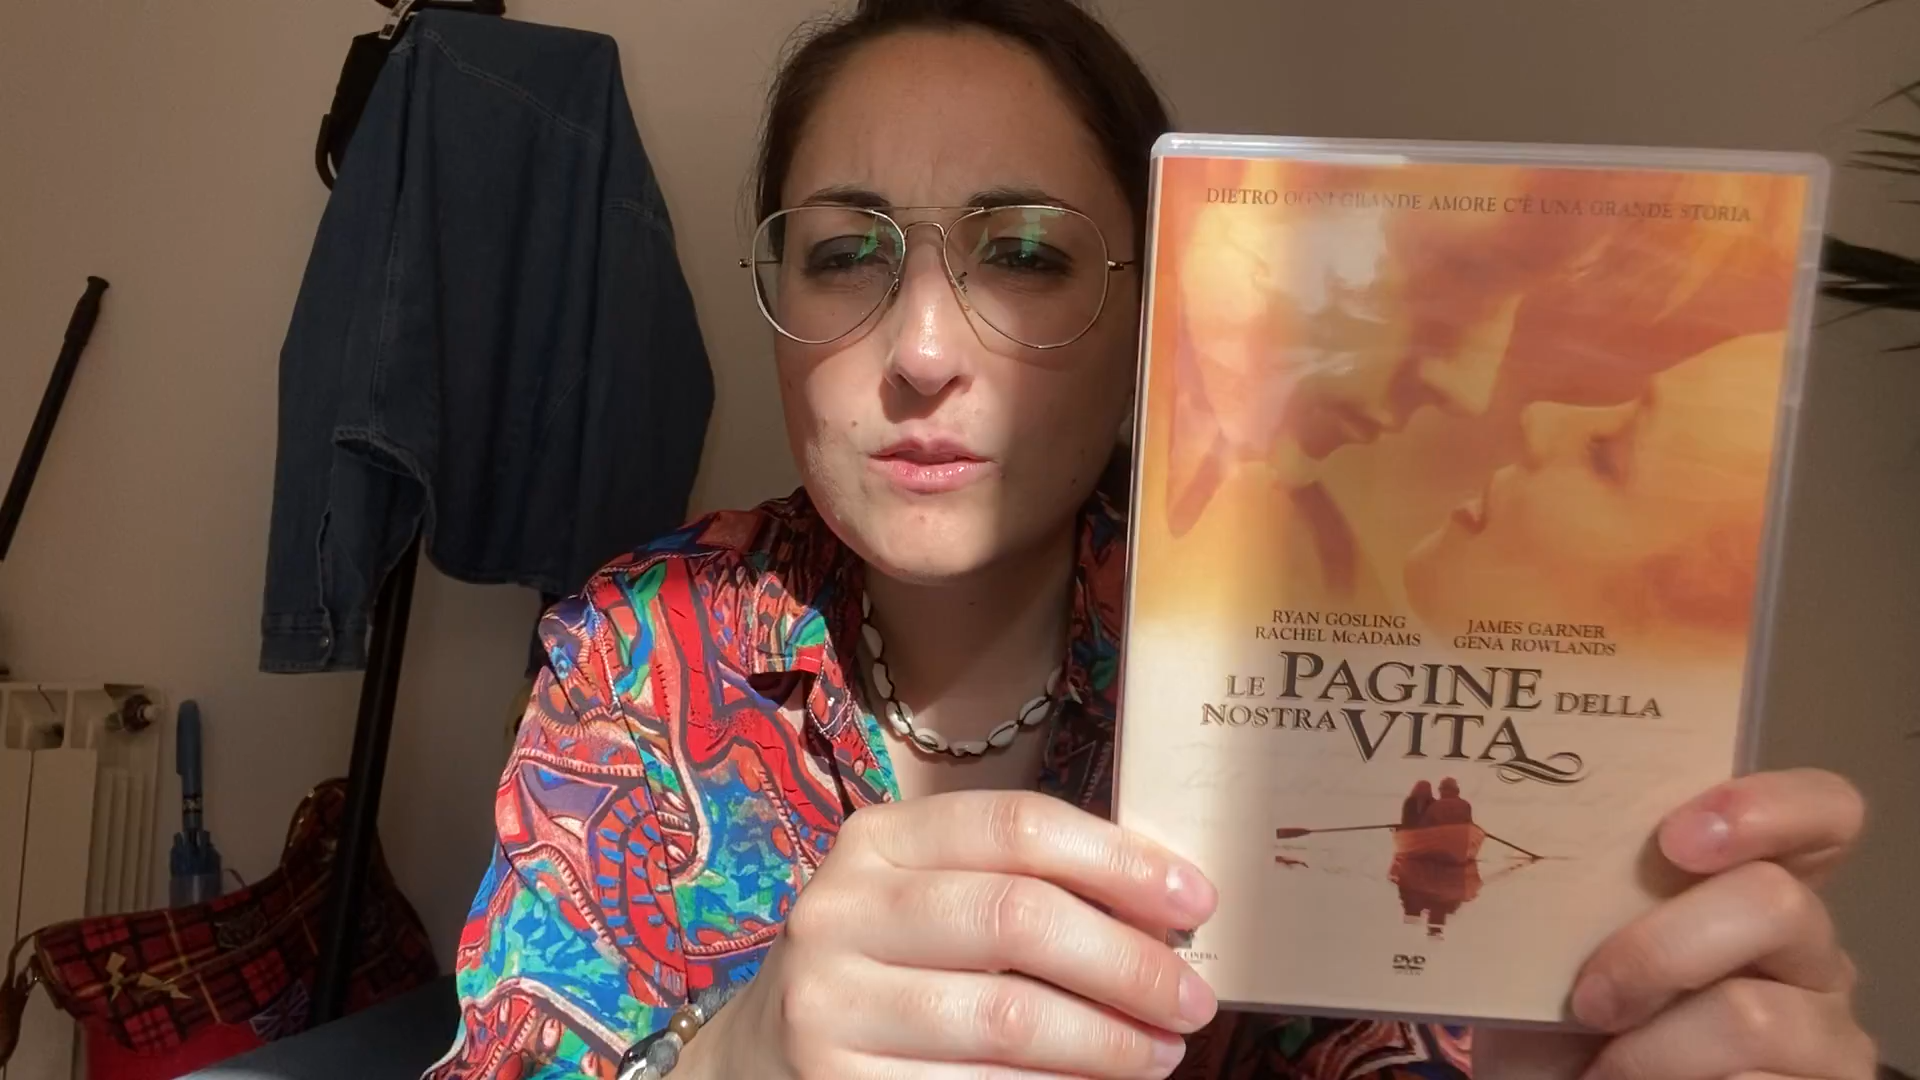 DIETRO OGNI GRANDE AMORE C'È UNA GRANDE STORIA
RYAN GOSLING
RACHEL McADAMS
JAMES GARNER
GENA ROWLANDS
LE PAGINE DELLA
NOSTRA VITA
CINEMA
DVD